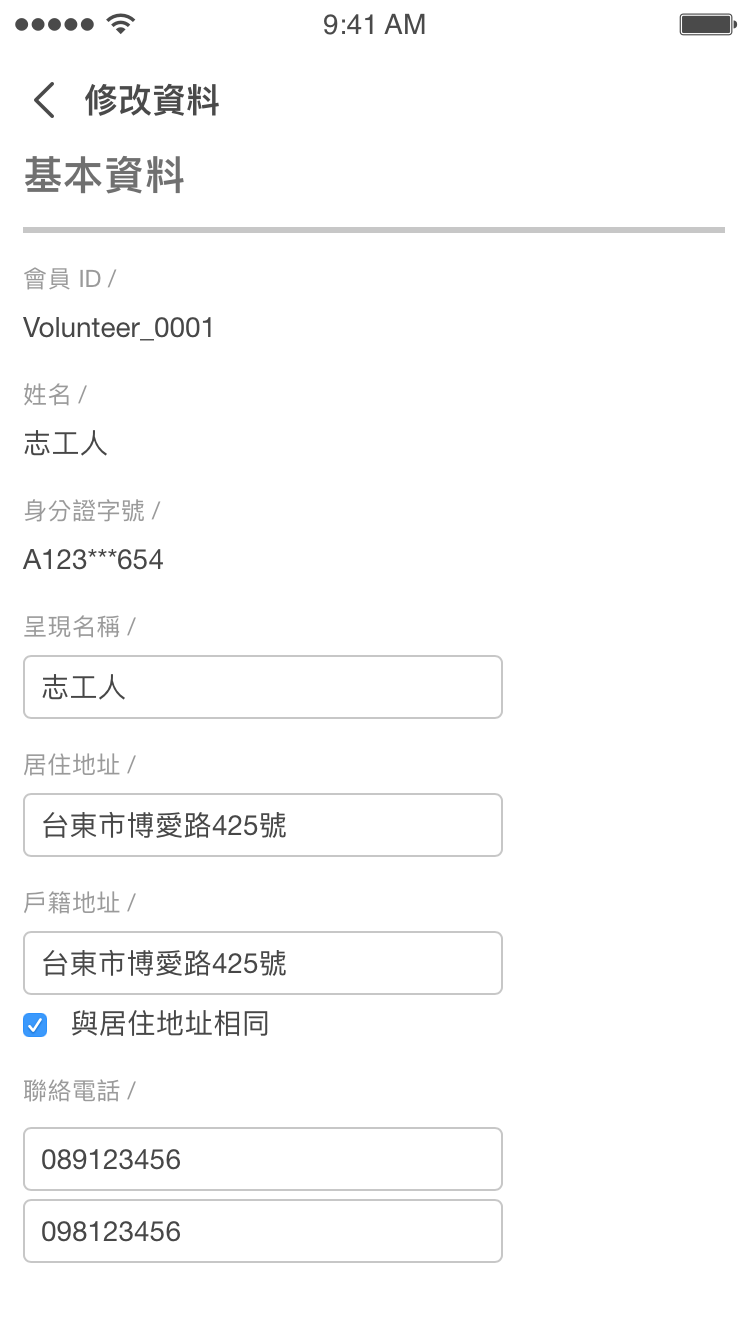 9:41 AM
修改資料
基本資料
會員 ID /
Volunteer_0001
姓名 /
志工人
身分證字號 /
A123***654
呈現名稱 /
志工人
居住地址 /
台東市博愛路425號
戶籍地址 /
台東市博愛路425號
與居住地址相同
聯絡電話 /
089123456
098123456